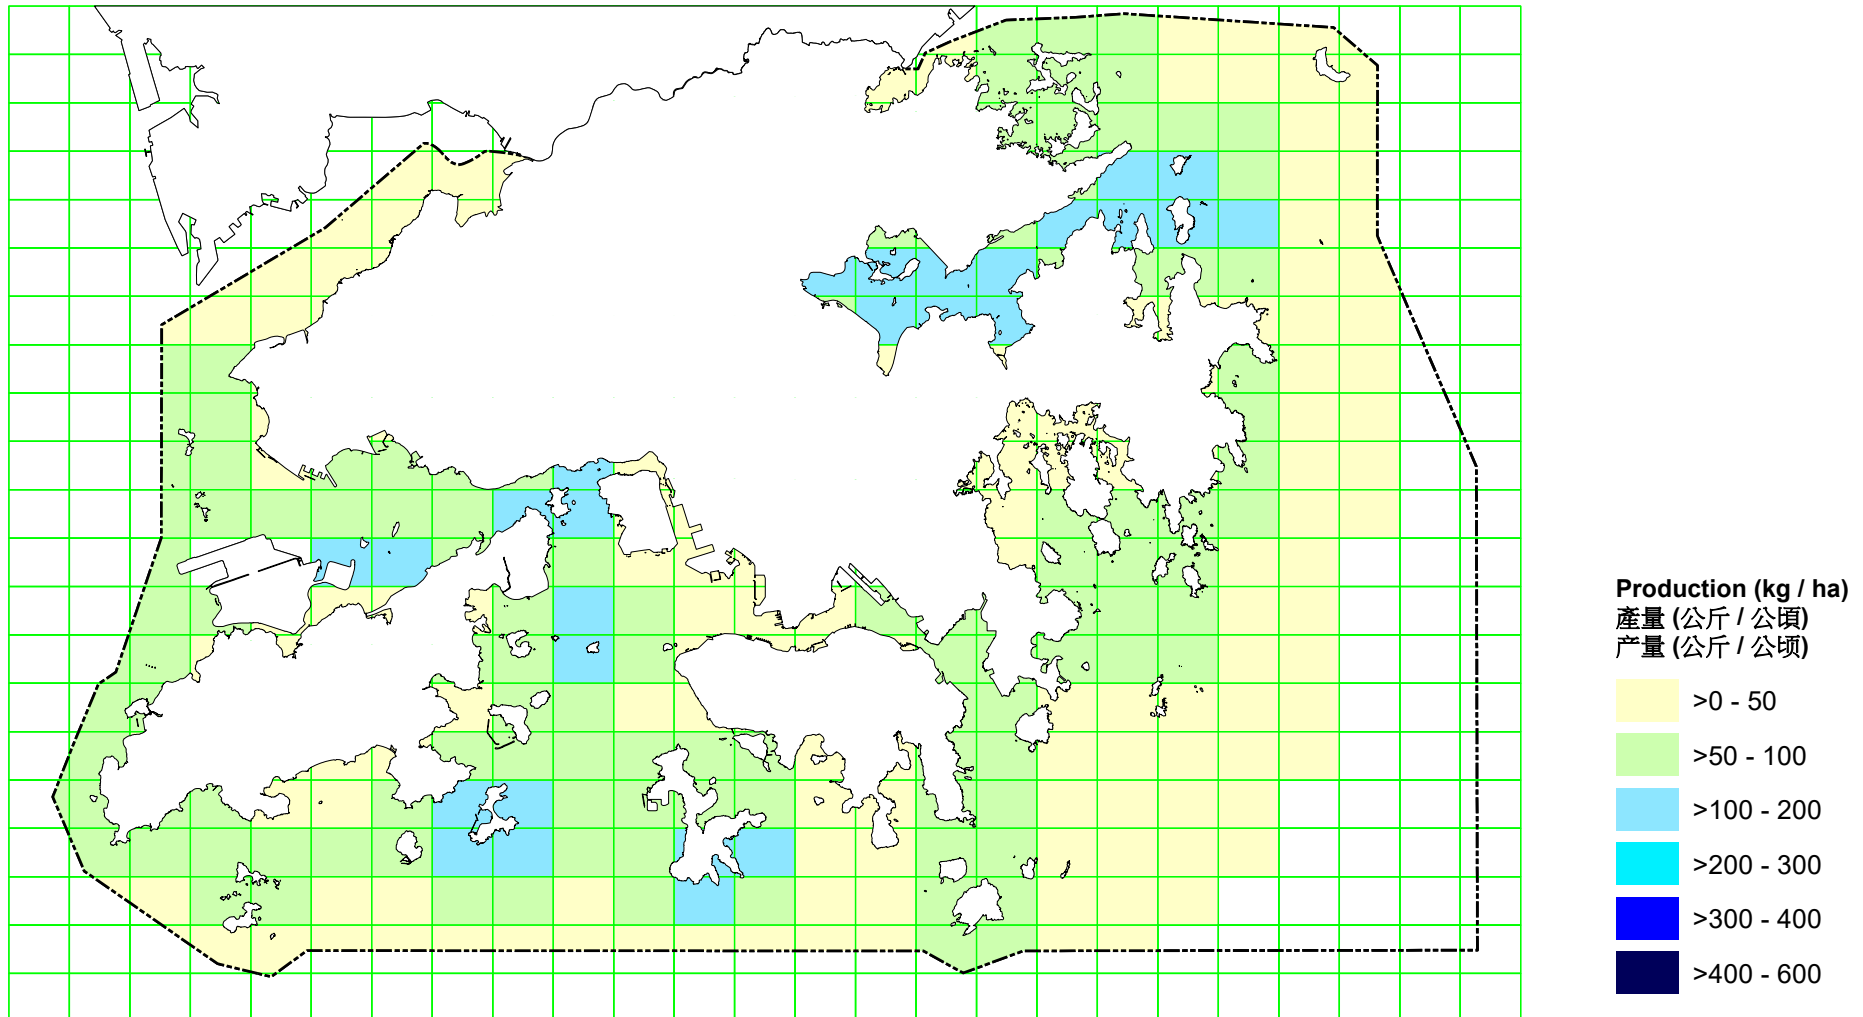 Production (kg / ha)
產量 (公斤 / 公頃)
产量 (公斤 / 公顷)
>0 - 50
>50 - 100
>100 - 200
>200 - 300
>300 - 400
>400 - 600